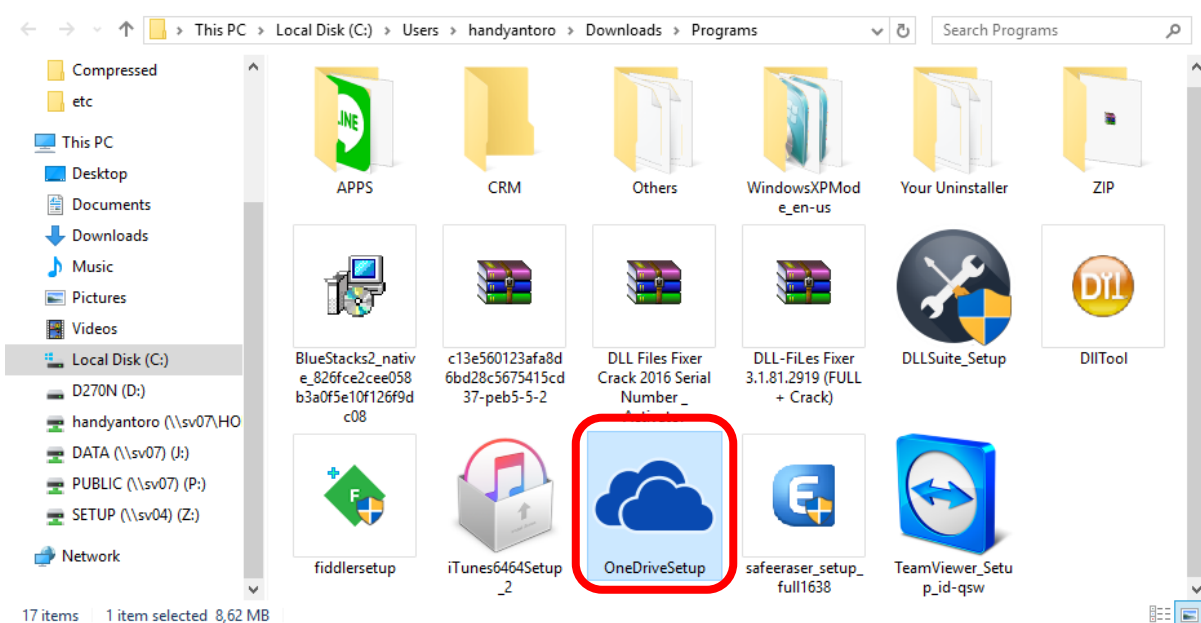 This PC > Local Disk (C:) > Users > handyantoro > Downloads > Programs
Search Programs
Compressed
etc
This PC
Desktop
Documents
Downloads
Music
Pictures
Videos
Local Disk (C:)
D270N (D:)
handyantoro (\\sv07\HO
DATA (\\sv07) (J:)
PUBLIC (\\sv07) (P:)
SETUP (\\sv04) (Z:)
Network
LINE
APPS
CRM
Others
WindowsXPMod
e_en-us
Your Uninstaller
ZIP
BlueStacks2_nativ
e_826fce2cee058
b3a0f5e10f126f9d
c08
c13e560123afa8d
6bd28c5675415cd
37-peb5-5-2
DLL Files Fixer
Crack 2016 Serial
Number _
DLL-FiLes Fixer
3.1.81.2919 (FULL
+ Crack)
DLLSuite_Setup
Dll
DllTool
F
fiddlersetup
iTunes6464Setup
_2
OneDriveSetup
E
safeeraser_setup_
full1638
TeamViewer_Setu
p_id-qsw
17 items
1 item selected 8,62 MB